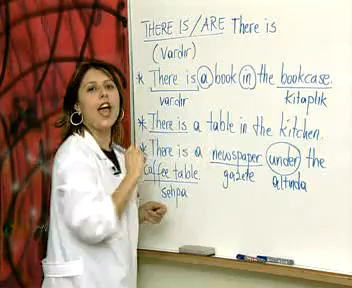 THERE IS/ARE There is
(vardır)
* There is a book in the bookcase.
vardır kitaplık
* There is a table in the kitchen.
* There is a newspaper under the
coffee table. gazete altında
sehpa